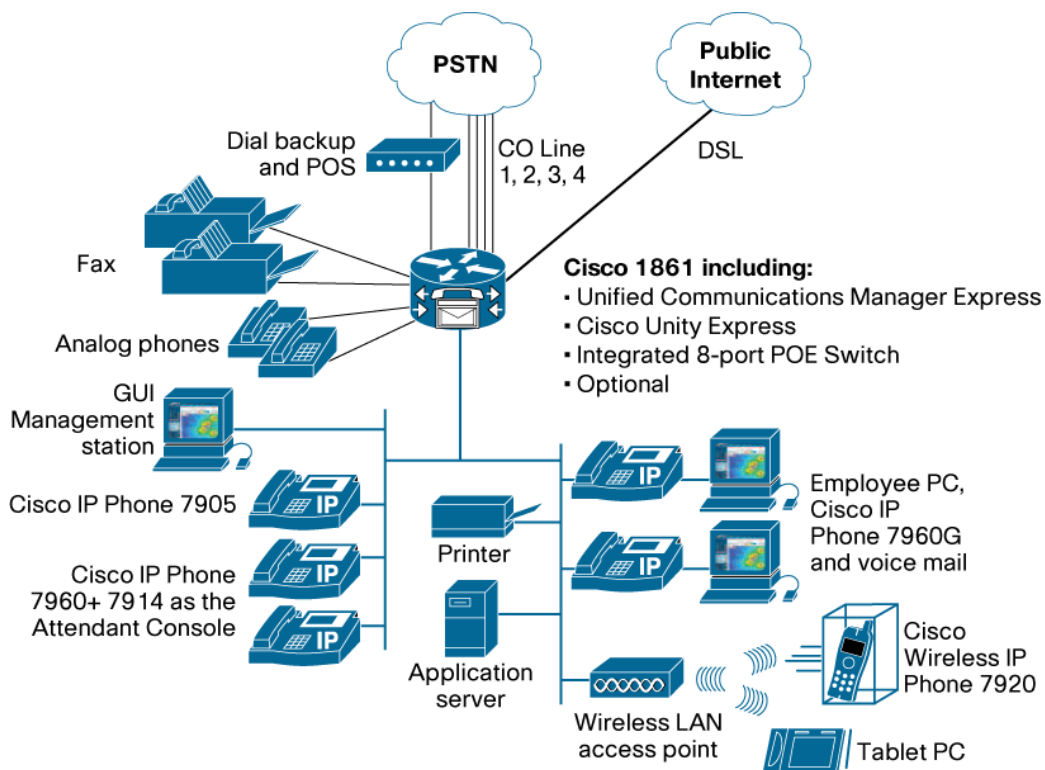 PSTN
Public
Internet
Dial backup
and POS
CO Line
1, 2, 3, 4
DSL
Fax
Cisco 1861 including:
▪ Unified Communications Manager Express
▪ Cisco Unity Express
▪ Integrated 8-port POE Switch
▪ Optional
Analog phones
GUI
Management
station
Cisco IP Phone 7905
IP
Cisco IP Phone
7960+ 7914 as the
Attendant Console
IP
IP
Printer
Application
server
IP
IP
Employee PC,
Cisco IP
Phone 7960G
and voice mail
Wireless LAN
access point
Cisco
Wireless IP
Phone 7920
Tablet PC